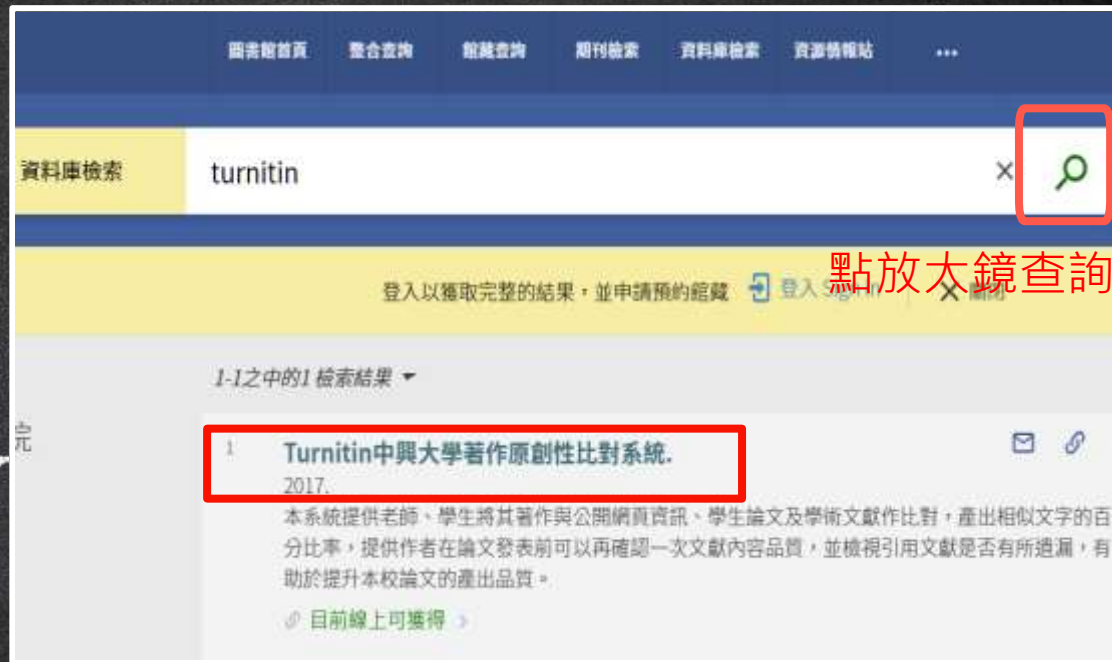 圖書館首頁 整合查詢 館藏查詢 期刊檢索 資料庫檢索 資源情報站 ...
資料庫檢索 turnitin
登入以獲取完整的結果,並申請預約館藏 登入 Sign in 關閉
點放大鏡查詢
1-1之中的1 檢索結果
完
1 Turnitin中興大學著作原創性比對系統.
2017.
本系統提供老師、學生將其著作與公開網頁資訊、學生論文及學術文獻作比對,產出相似文字的百
分比率,提供作者在論文發表前可以再確認一次文獻內容品質,並檢視引用文獻是否有所遺漏,有
助於提升本校論文的產出品質。
目前線上可獲得